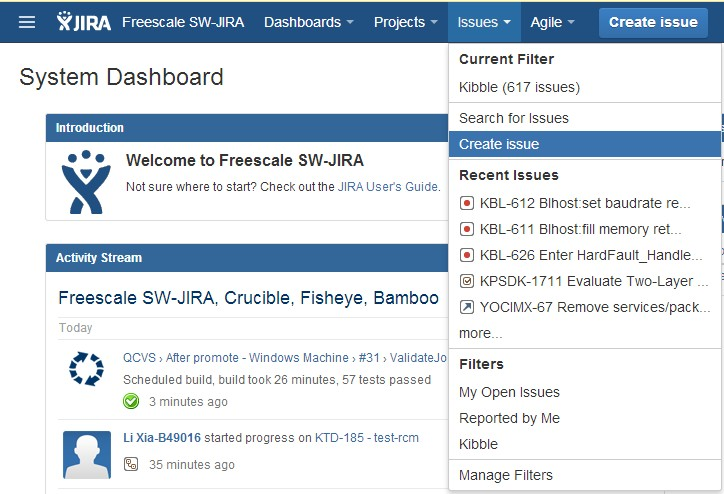 JIRA Freescale SW-JIRA Dashboards Projects Issues Agile Create issue
System Dashboard
Introduction
Welcome to Freescale SW-JIRA
Not sure where to start? Check out the JIRA User's Guide.
Activity Stream
Freescale SW-JIRA, Crucible, Fisheye, Bamboo
Today
QCVS › After promote - Windows Machine › #31 › ValidateJo
Scheduled build, build took 26 minutes, 57 tests passed
3 minutes ago
Li Xia-B49016 started progress on KTD-185 - test-rcm
35 minutes ago
Current Filter
Kibble (617 issues)
Search for Issues
Create issue
Recent Issues
KBL-612 Blhost:set baudrate re...
KBL-611 Blhost:fill memory ret...
KBL-626 Enter HardFault_Handle...
KPSDK-1711 Evaluate Two-Layer ...
YOCIMX-67 Remove services/pack...
more...
Filters
My Open Issues
Reported by Me
Kibble
Manage Filters